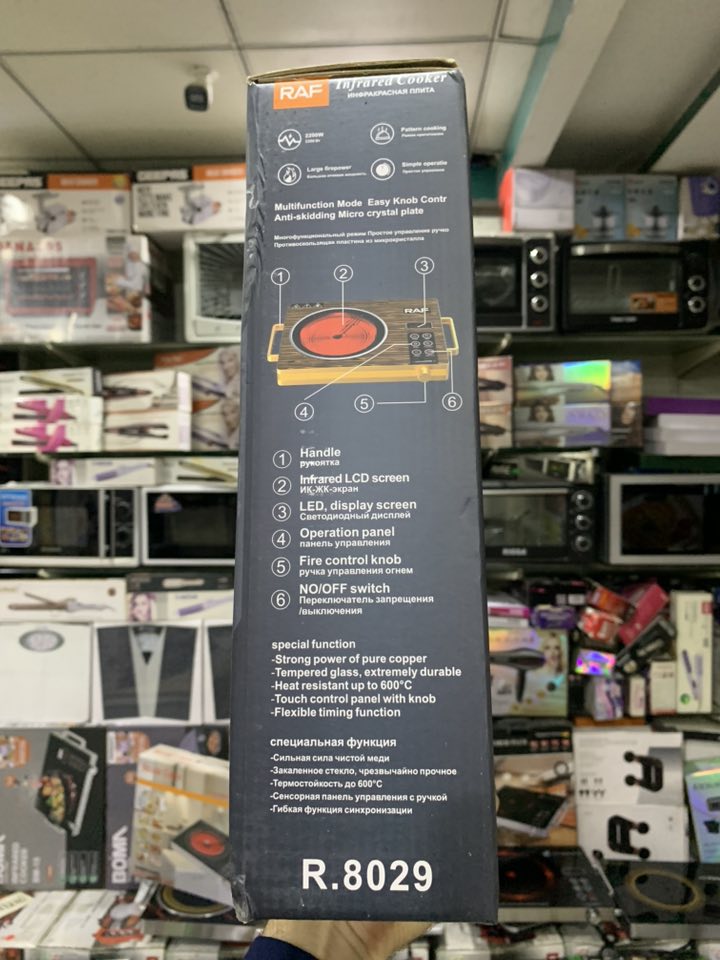 RAF
Infrared Cooker
ИНФРАКРАСНАЯ ПЛИТА
2200W
Pattern cooking
Large firepower
Simple operatie
Простое управление
Multifunction Mode Easy Knob Contr
Anti-skidding Micro crystal plate
Многофункциональный режим Простое управление ручко
Противоскользящая пластина из микрокристалла
1
2
3
RAF
4
5
6
1 Handle
рукоятка
2 Infrared LCD screen
ИК-ЖК-экран
3 LED, display screen
Светодиодный дисплей
4 Operation panel
панель управления
5 Fire control knob
ручка управления огнем
6 NO/OFF switch
Переключатель запрещения
/выключения
special function
-Strong power of pure copper
-Tempered glass, extremely durable
-Heat resistant up to 600°C
-Touch control panel with knob
-Flexible timing function
специальная функция
-Сильная сила чистой меди
-Закаленное стекло, чрезвычайно прочное
-Термостойкость до 600°C
-Сенсорная панель управления с ручкой
-Гибкая функция синхронизации
R.8029